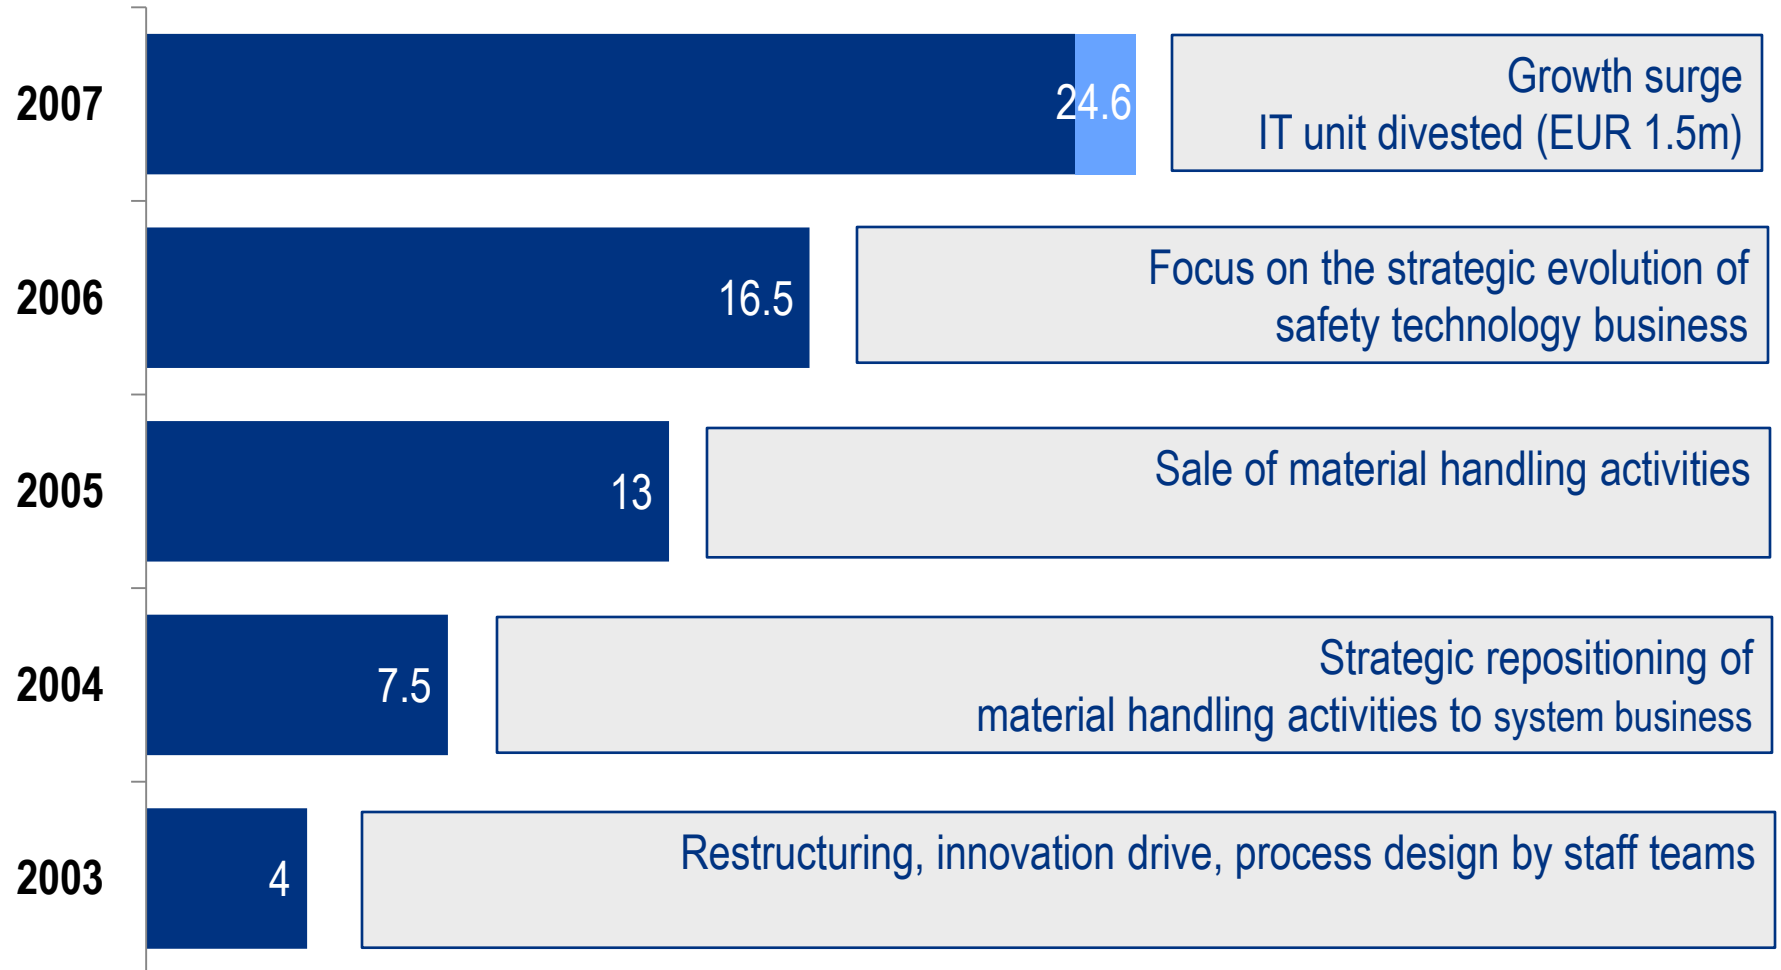 2007
24.6
Growth surge
IT unit divested (EUR 1.5m)
2006
16.5
Focus on the strategic evolution of
safety technology business
2005
13
Sale of material handling activities
2004
7.5
Strategic repositioning of
material handling activities to system business
2003
4
Restructuring, innovation drive, process design by staff teams